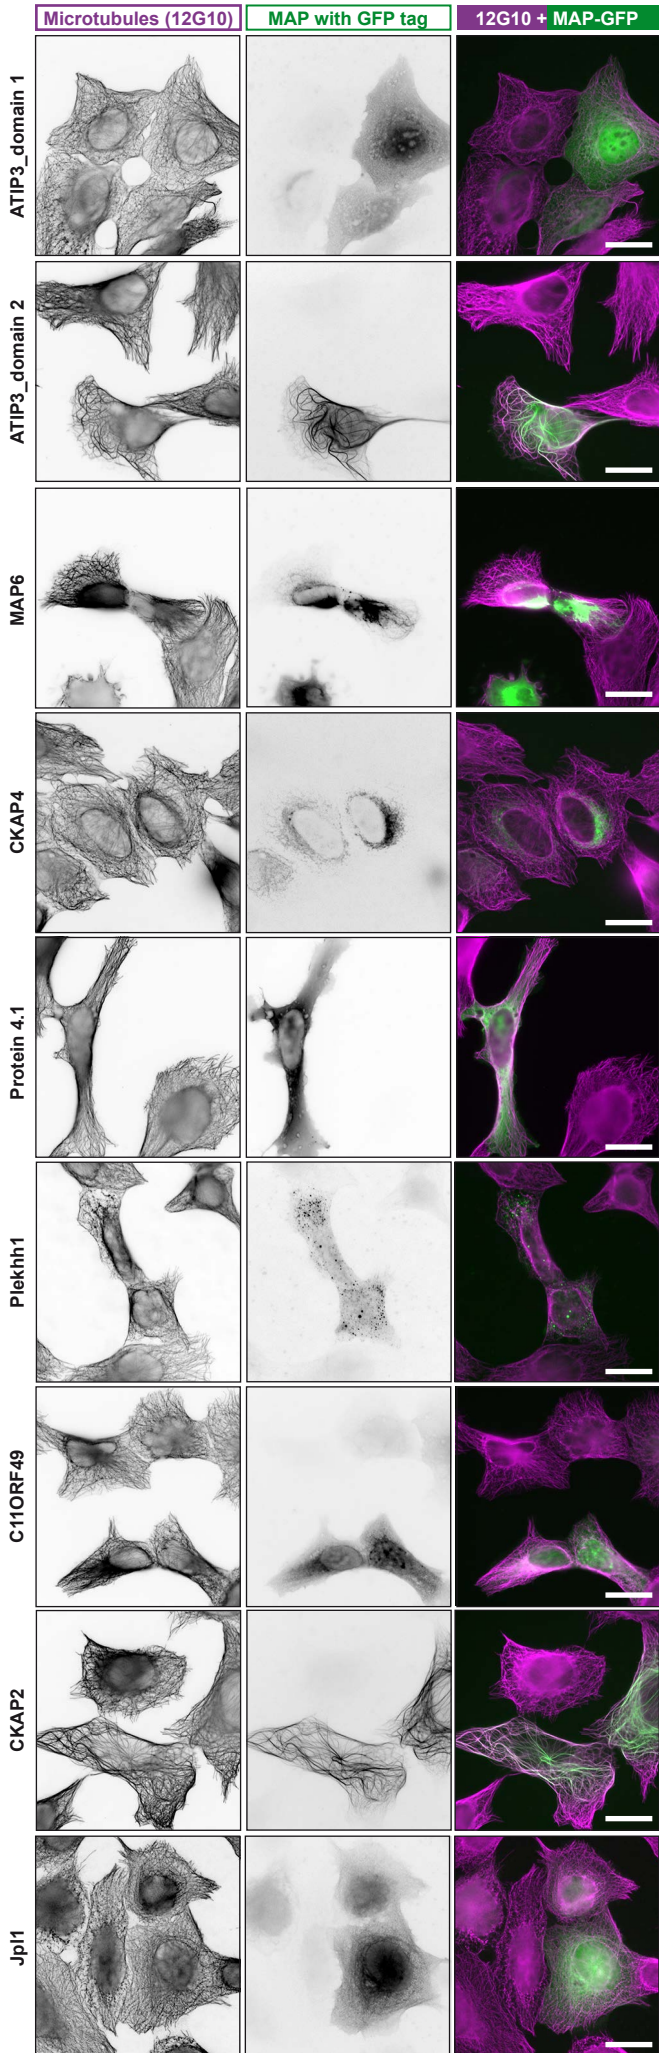 Microtubules (12G10)
MAP with GFP tag
12G10 + MAP-GFP
ATIP3_domain 1
ATIP3_domain 2
MAP6
CKAP4
Protein 4.1
Plekhh1
C11ORF49
CKAP2
Jpl1